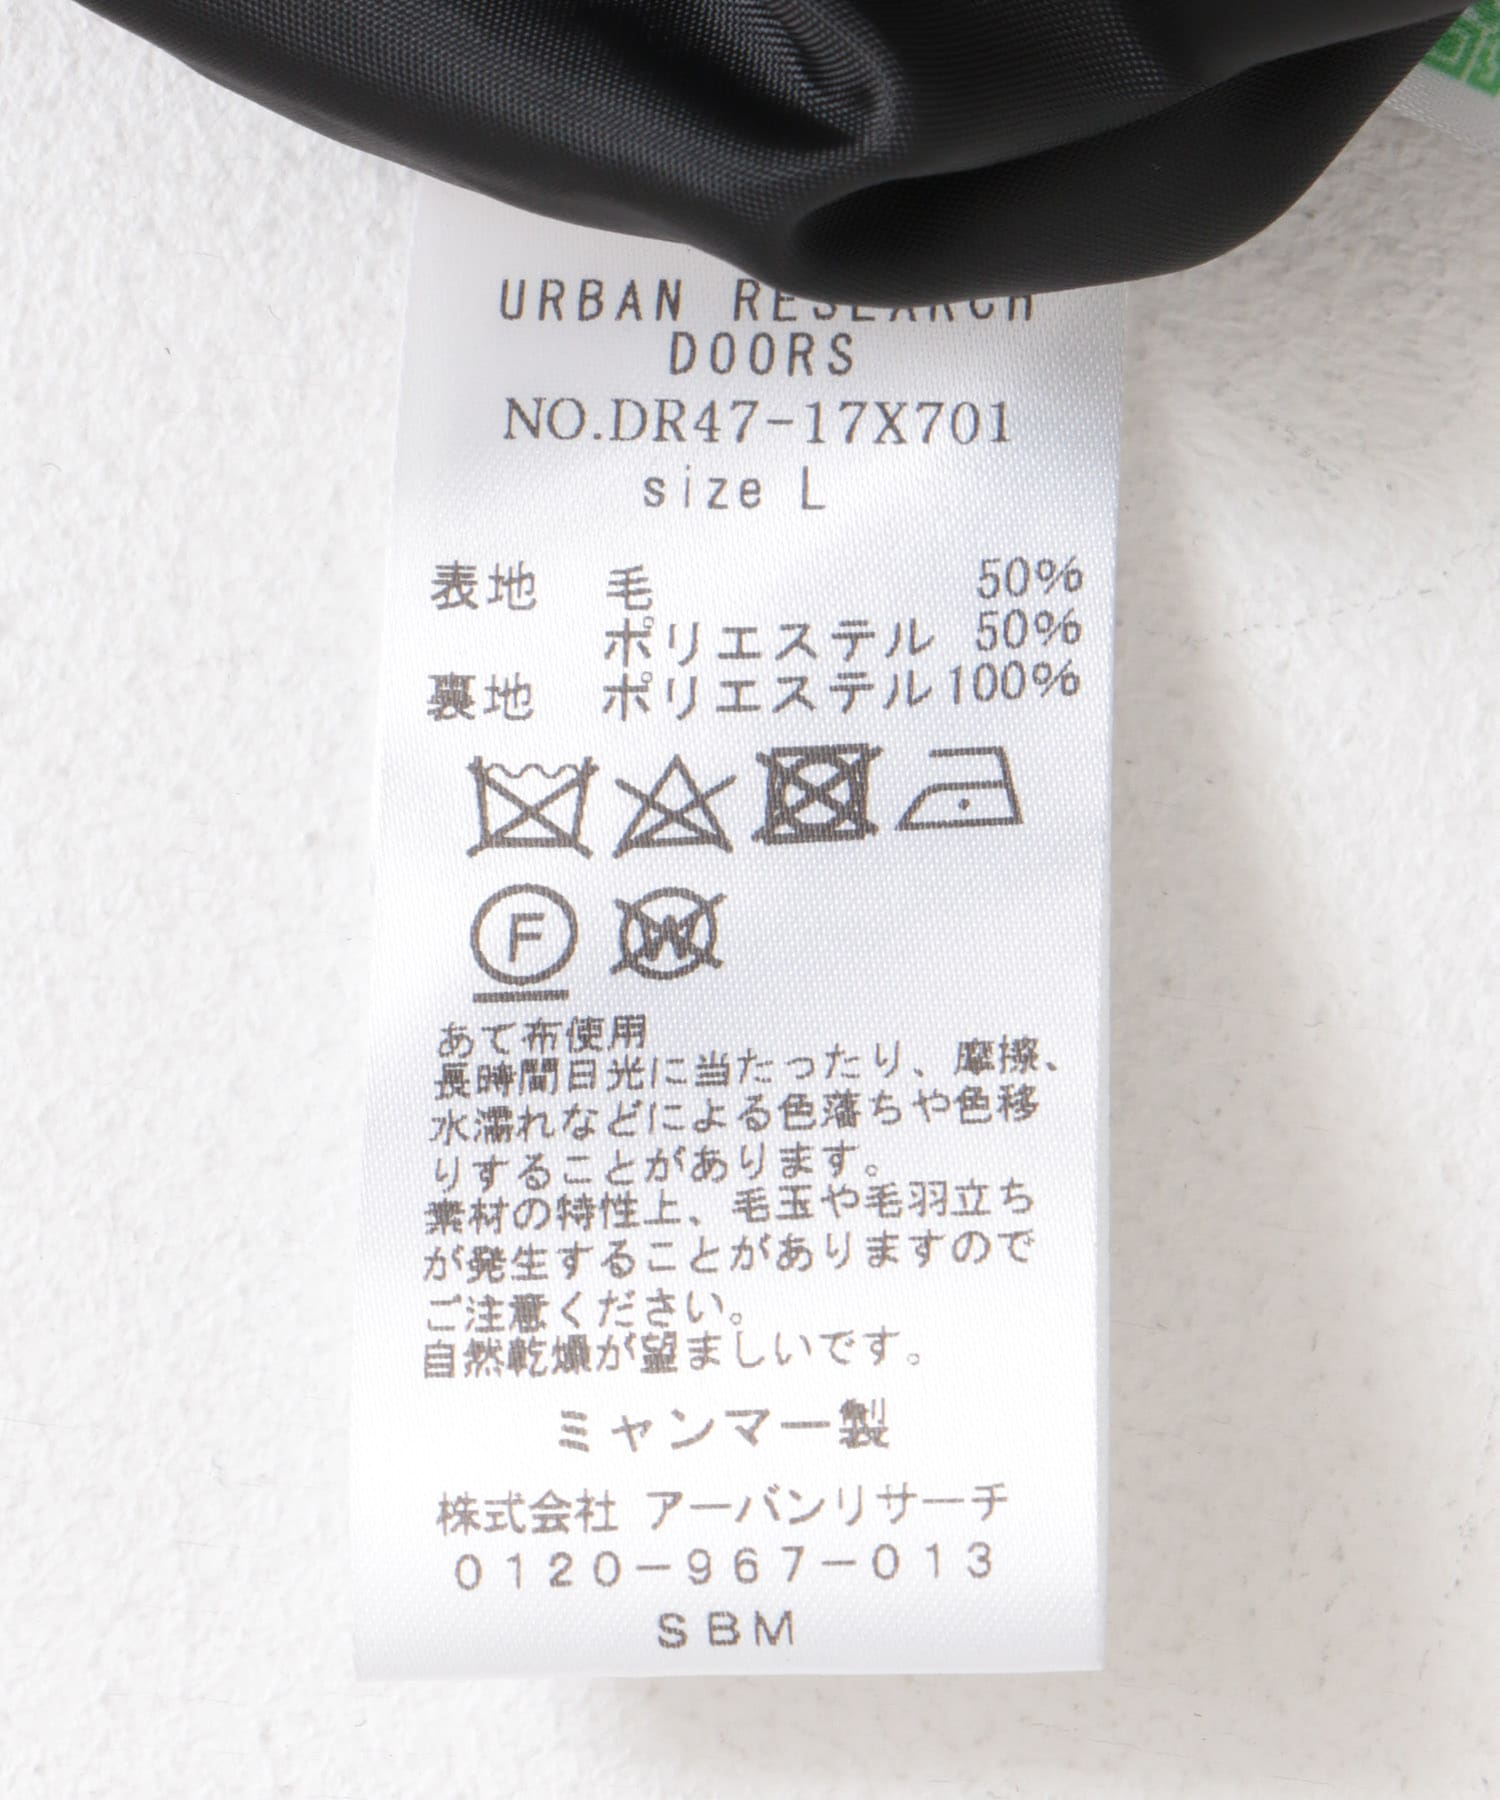 URBAN RESEARCH
DOORS
NO.DR47-17X701
size L
表地 毛 50%
ポリエステル 50%
裏地 ポリエステル 100%
F
W
あて布使用
長時間日光に当たったり、摩擦、
水濡れなどによる色落ちや色移
りすることがあります。
素材の特性上、毛玉や毛羽立ち
が発生することがありますので
ご注意ください。
自然乾燥が望ましいです。
ミャンマー製
株式会社 アーバンリサーチ
0120-967-013
SBM